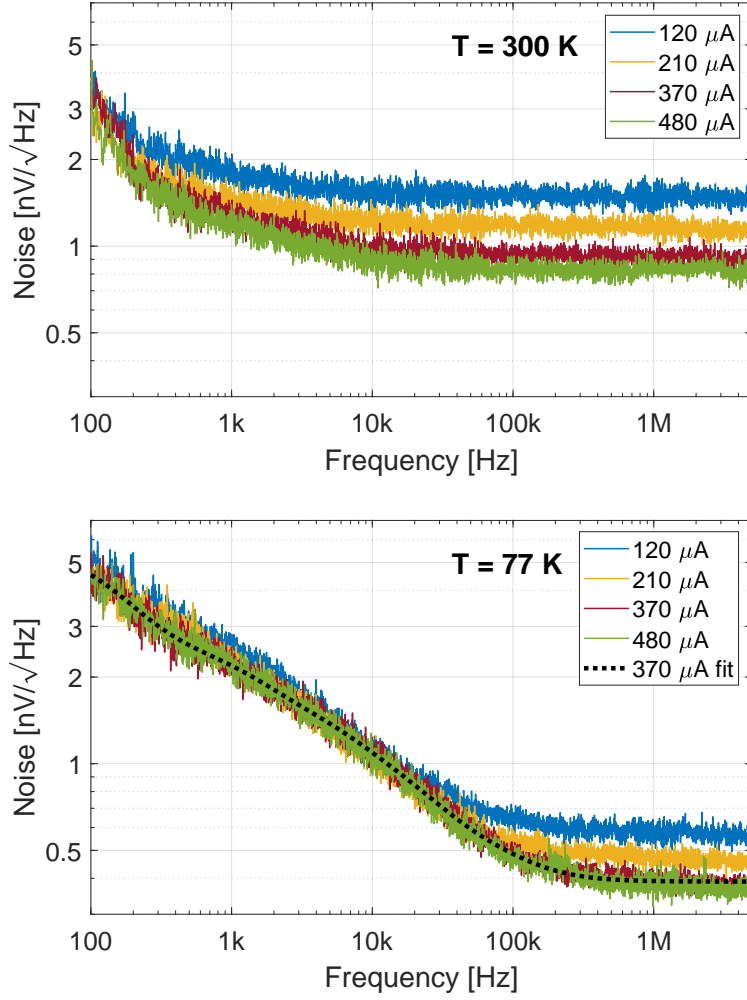 T = 300 K
120 μA
210 μA
370 μA
480 μA
Noise [nV/√Hz]
5
3
2
1
0.5
100 1k 10k 100k 1M
Frequency [Hz]
T = 77 K
120 μA
210 μA
370 μA
480 μA
370 μA fit
Noise [nV/√Hz]
5
3
2
1
0.5
100 1k 10k 100k 1M
Frequency [Hz]